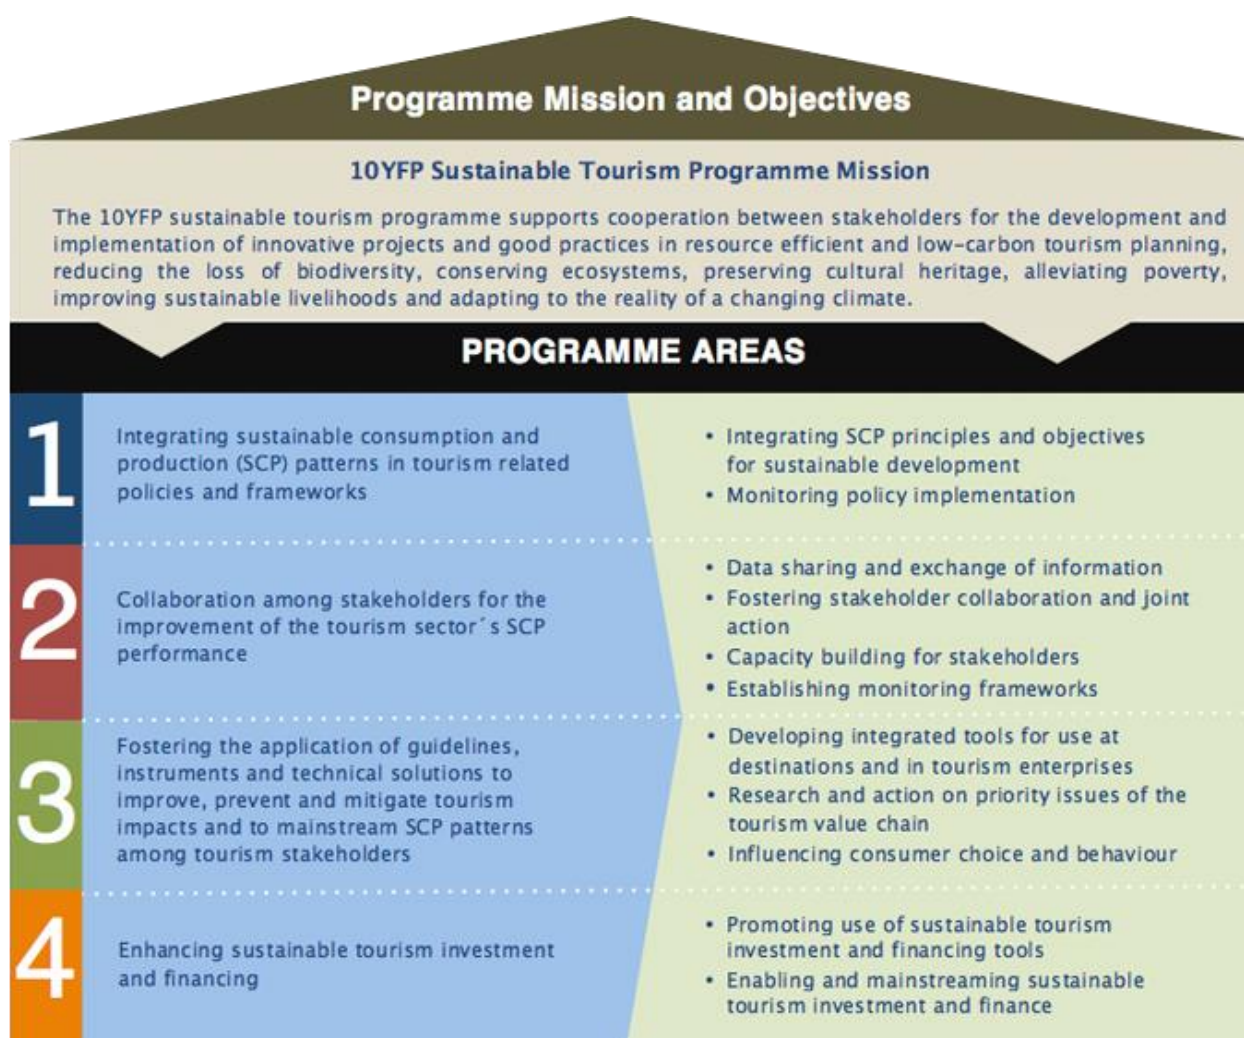 Programme Mission and Objectives
10YFP Sustainable Tourism Programme Mission
The 10YFP sustainable tourism programme supports cooperation between stakeholders for the development and
implementation of innovative projects and good practices in resource efficient and low-carbon tourism planning,
reducing the loss of biodiversity, conserving ecosystems, preserving cultural heritage, alleviating poverty,
improving sustainable livelihoods and adapting to the reality of a changing climate.
PROGRAMME AREAS
1
Integrating sustainable consumption and
production (SCP) patterns in tourism related
policies and frameworks
• Integrating SCP principles and objectives
for sustainable development
• Monitoring policy implementation
2
Collaboration among stakeholders for the
improvement of the tourism sector´s SCP
performance
• Data sharing and exchange of information
• Fostering stakeholder collaboration and joint
action
• Capacity building for stakeholders
• Establishing monitoring frameworks
3
Fostering the application of guidelines,
instruments and technical solutions to
improve, prevent and mitigate tourism
impacts and to mainstream SCP patterns
among tourism stakeholders
• Developing integrated tools for use at
destinations and in tourism enterprises
• Research and action on priority issues of the
tourism value chain
• Influencing consumer choice and behaviour
4
Enhancing sustainable tourism investment
and financing
• Promoting use of sustainable tourism
investment and financing tools
• Enabling and mainstreaming sustainable
tourism investment and finance